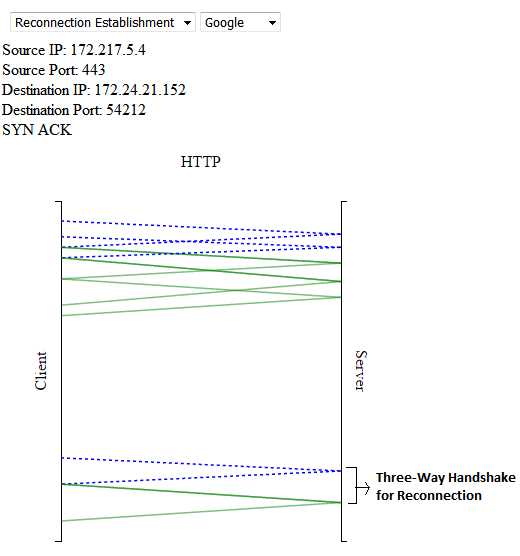 Reconnection Establishment
Google
Source IP: 172.217.5.4
Source Port: 443
Destination IP: 172.24.21.152
Destination Port: 54212
SYN ACK
HTTP
Client
Server
Three-Way Handshake
for Reconnection